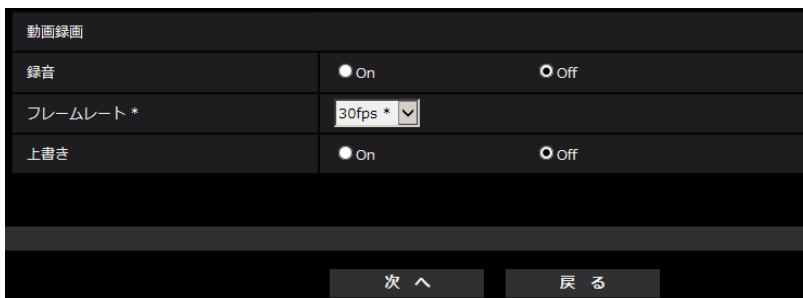 動画録画
録音 On Off
フレームレート * 30fps *
上書き On Off
次 へ 戻 る